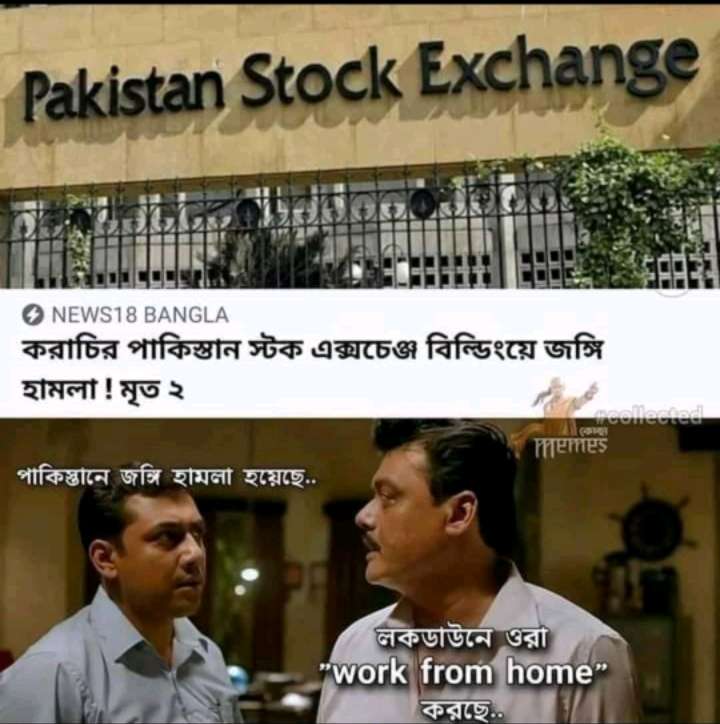 Pakistan Stock Exchange
NEWS18 BANGLA
করাচির পাকিস্তান স্টক এক্সচেঞ্জ বিল্ডিংয়ে জঙ্গি
হামলা ! মৃত ২
#collected
memes
পাকিস্তানে জঙ্গি হামলা হয়েছে..
লকডাউনে ওরা
"work from home"
করছে..